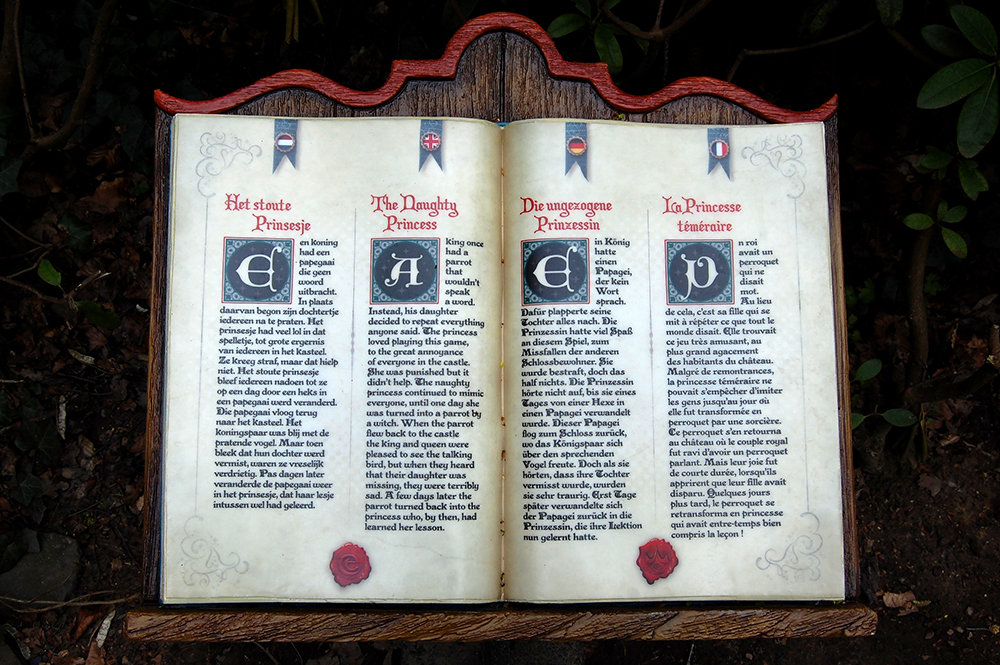 Het stoute
Prinsesje
Een koning
had een
papegaai
die geen
woord
uitbracht.
In plaats
daarvan begon zijn dochtertje
iedereen na te praten. Het
prinsesje had veel lol in dat
spelletje, tot grote ergernis
van iedereen in het kasteel.
Ze kreeg straf, maar dat hielp
niet. Het stoute prinsesje
bleef iedereen nadoen tot ze
op een dag door een heks in
een papegaai werd veranderd.
Die papegaai vloog terug
naar het kasteel. Het
koningspaar was blij met de
pratende vogel. Maar toen
bleek dat hun dochter werd
vermist, waren ze vreselijk
verdrietig. Pas dagen later
veranderde de papegaai weer
in het prinsesje, dat haar lesje
intussen wel had geleerd.
The Naughty
Princess
A king once
had a
parrot
that
wouldn't
speak
a word.
Instead, his daughter
decided to repeat everything
anyone said. The princess
loved playing this game,
to the great annoyance
of everyone in the castle.
She was punished but it
didn't help. The naughty
princess continued to mimic
everyone, until one day she
was turned into a parrot by
a witch. When the parrot
flew back to the castle
the king and queen were
pleased to see the talking
bird, but when they heard
that their daughter was
missing, they were terribly
sad. A few days later the
parrot turned back into the
princess who, by then, had
learned her lesson.
Die ungezogene
Prinzessin
Ein König
hatte
einen
Papagei,
der kein
Wort
sprach.
Dafür plapperte seine
Tochter alles nach. Die
Prinzessin hatte viel Spaß
an diesem Spiel, zum
Missfallen der anderen
Schlossbewohner. Sie
wurde bestraft, doch das
half nichts. Die Prinzessin
hörte nicht auf, bis sie eines
Tages von einer Hexe in
einen Papagei verwandelt
wurde. Dieser Papagei
flog zum Schloss zurück,
wo das Königspaar sich
über den sprechenden
Vogel freute. Doch als sie
hörten, dass ihre Tochter
vermisst wurde, wurden
sie sehr traurig. Erst Tage
später verwandelte sich
der Papagei zurück in die
Prinzessin, die ihre Lektion
nun gelernt hatte.
La Princesse
téméraire
Un roi
avait un
perroquet
qui ne
disait
mot.
Au lieu
de cela, c'est sa fille qui se
mit à répéter ce que tout le
monde disait. Elle trouvait
ce jeu très amusant, au
plus grand agacement
des habitants du château.
Malgré de remontrances,
la princesse téméraire ne
pouvait s'empêcher d'imiter
les gens jusqu'au jour où
elle fut transformée en
perroquet par une sorcière.
Ce perroquet s'en retourna
au château où le couple royal
fut ravi d'avoir un perroquet
parlant. Mais leur joie fut
de courte durée, lorsqu'ils
apprirent que leur fille avait
disparu. Quelques jours
plus tard, le perroquet se
retransforma en princesse
qui avait entre-temps bien
compris la leçon !